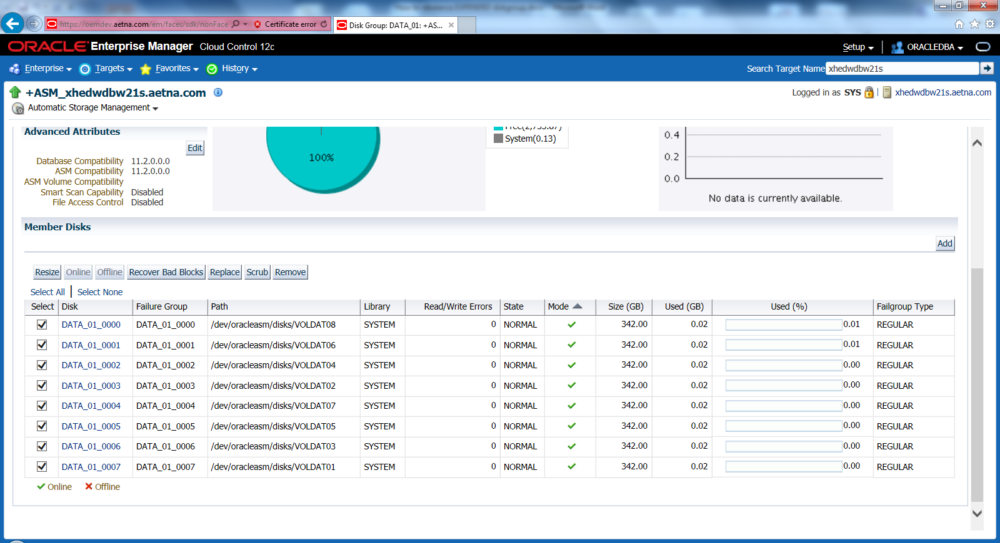 https://oemdev.aetna.com/em/faces/sdk/nonFace Certificate error Disk Group: DATA_01: +AS...
ORACLE Enterprise Manager Cloud Control 12c Setup ORACLEDBA
Enterprise Targets Favorites History Search Target Name xhedwdbw21s
+ASM_xhedwdbw21s.aetna.com Logged in as SYS xhedwdbw21s.aetna.com
Automatic Storage Management
Advanced Attributes
Edit
Database Compatibility 11.2.0.0.0
ASM Compatibility 11.2.0.0.0
ASM Volume Compatibility
Smart Scan Capability Disabled
File Access Control Disabled
100%
System(0.13)
0.4
0.2
0.0
No data is currently available.
Member Disks
Add
Resize Online Offline Recover Bad Blocks Replace Scrub Remove
Select All Select None
Select Disk Failure Group Path Library Read/Write Errors State Mode Size (GB) Used (GB) Used (%) Failgroup Type
DATA_01_0000 DATA_01_0000 /dev/oracleasm/disks/VOLDAT08 SYSTEM 0 NORMAL 342.00 0.02 0.01 REGULAR
DATA_01_0001 DATA_01_0001 /dev/oracleasm/disks/VOLDAT06 SYSTEM 0 NORMAL 342.00 0.02 0.01 REGULAR
DATA_01_0002 DATA_01_0002 /dev/oracleasm/disks/VOLDAT04 SYSTEM 0 NORMAL 342.00 0.02 0.00 REGULAR
DATA_01_0003 DATA_01_0003 /dev/oracleasm/disks/VOLDAT02 SYSTEM 0 NORMAL 342.00 0.02 0.00 REGULAR
DATA_01_0004 DATA_01_0004 /dev/oracleasm/disks/VOLDAT07 SYSTEM 0 NORMAL 342.00 0.02 0.00 REGULAR
DATA_01_0005 DATA_01_0005 /dev/oracleasm/disks/VOLDAT05 SYSTEM 0 NORMAL 342.00 0.02 0.00 REGULAR
DATA_01_0006 DATA_01_0006 /dev/oracleasm/disks/VOLDAT03 SYSTEM 0 NORMAL 342.00 0.02 0.00 REGULAR
DATA_01_0007 DATA_01_0007 /dev/oracleasm/disks/VOLDAT01 SYSTEM 0 NORMAL 342.00 0.02 0.00 REGULAR
Online Offline